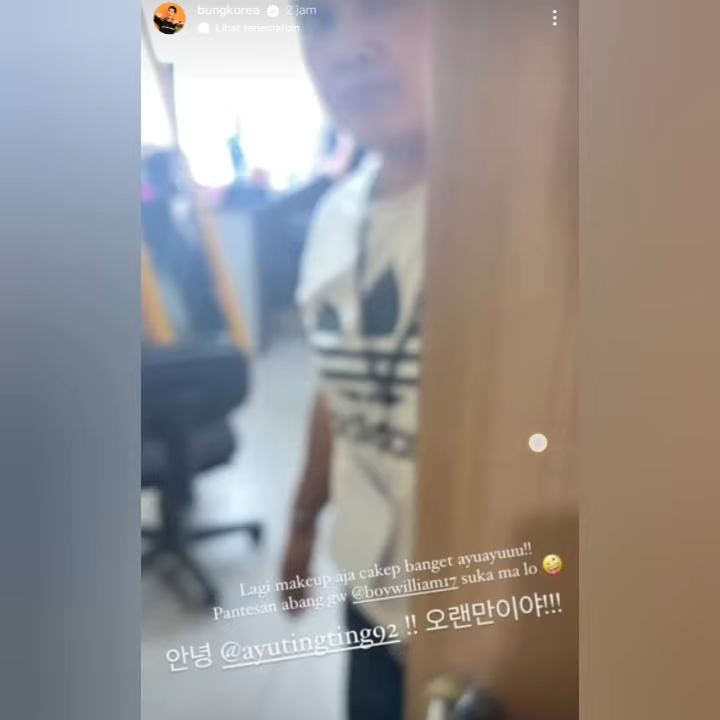 bungkorea 2 jam
Lihat terjemahan
adidas
Lagi makeup aja cakep banget ayuayuuu!!
Pantesan abang gw @boywilliam17 suka ma lo 🤪
안녕 @ayutingting92 !! 오랜만이야!!!